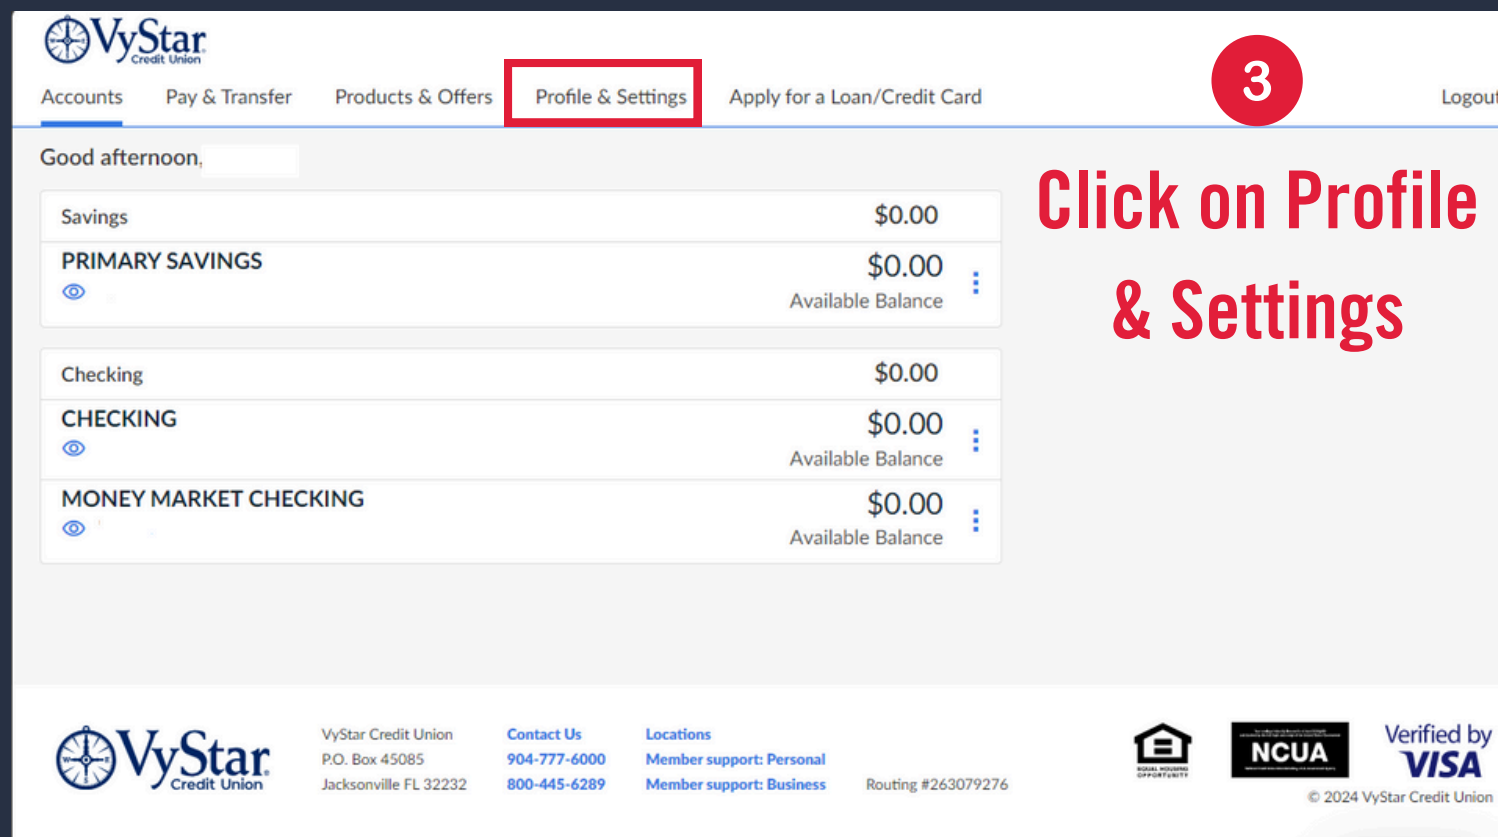 VyStar
Credit Union
Accounts Pay & Transfer Products & Offers Profile & Settings Apply for a Loan/Credit Card Logout
3
Good afternoon,
Click on Profile
& Settings
Savings $0.00
PRIMARY SAVINGS $0.00
Available Balance
Checking $0.00
CHECKING $0.00
Available Balance
MONEY MARKET CHECKING $0.00
Available Balance
VyStar
Credit Union
VyStar Credit Union
P.O. Box 45085
Jacksonville FL 32232
Contact Us
904-777-6000
800-445-6289
Locations
Member support: Personal
Member support: Business
Routing #263079276
EQUAL HOUSING
OPPORTUNITY
NCUA
Verified by
VISA
© 2024 VyStar Credit Union